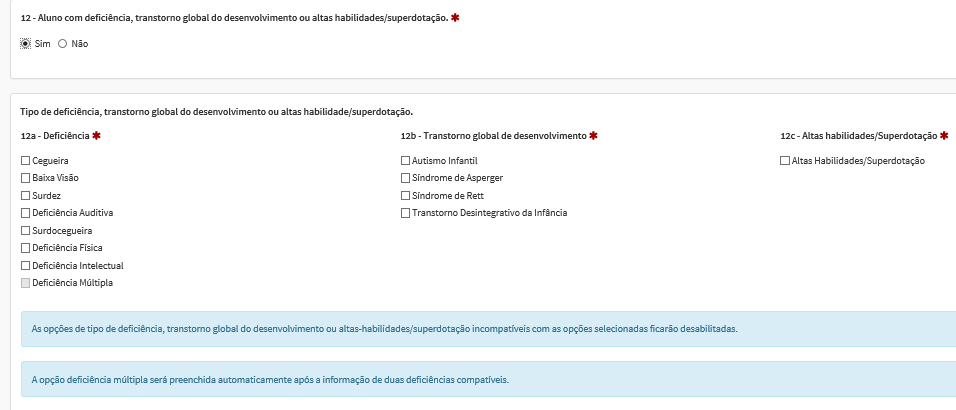 12 - Aluno com deficiência, transtorno global do desenvolvimento ou altas habilidades/superdotação. *
Sim Não
Tipo de deficiência, transtorno global do desenvolvimento ou altas habilidade/superdotação.
12a - Deficiência *
Cegueira
Baixa Visão
Surdez
Deficiência Auditiva
Surdocegueira
Deficiência Física
Deficiência Intelectual
Deficiência Múltipla
12b - Transtorno global de desenvolvimento *
Autismo Infantil
Síndrome de Asperger
Síndrome de Rett
Transtorno Desintegrativo da Infância
12c - Altas habilidades/Superdotação *
Altas Habilidades/Superdotação
As opções de tipo de deficiência, transtorno global do desenvolvimento ou altas-habilidades/superdotação incompatíveis com as opções selecionadas ficarão desabilitadas.
A opção deficiência múltipla será preenchida automaticamente após a informação de duas deficiências compatíveis.